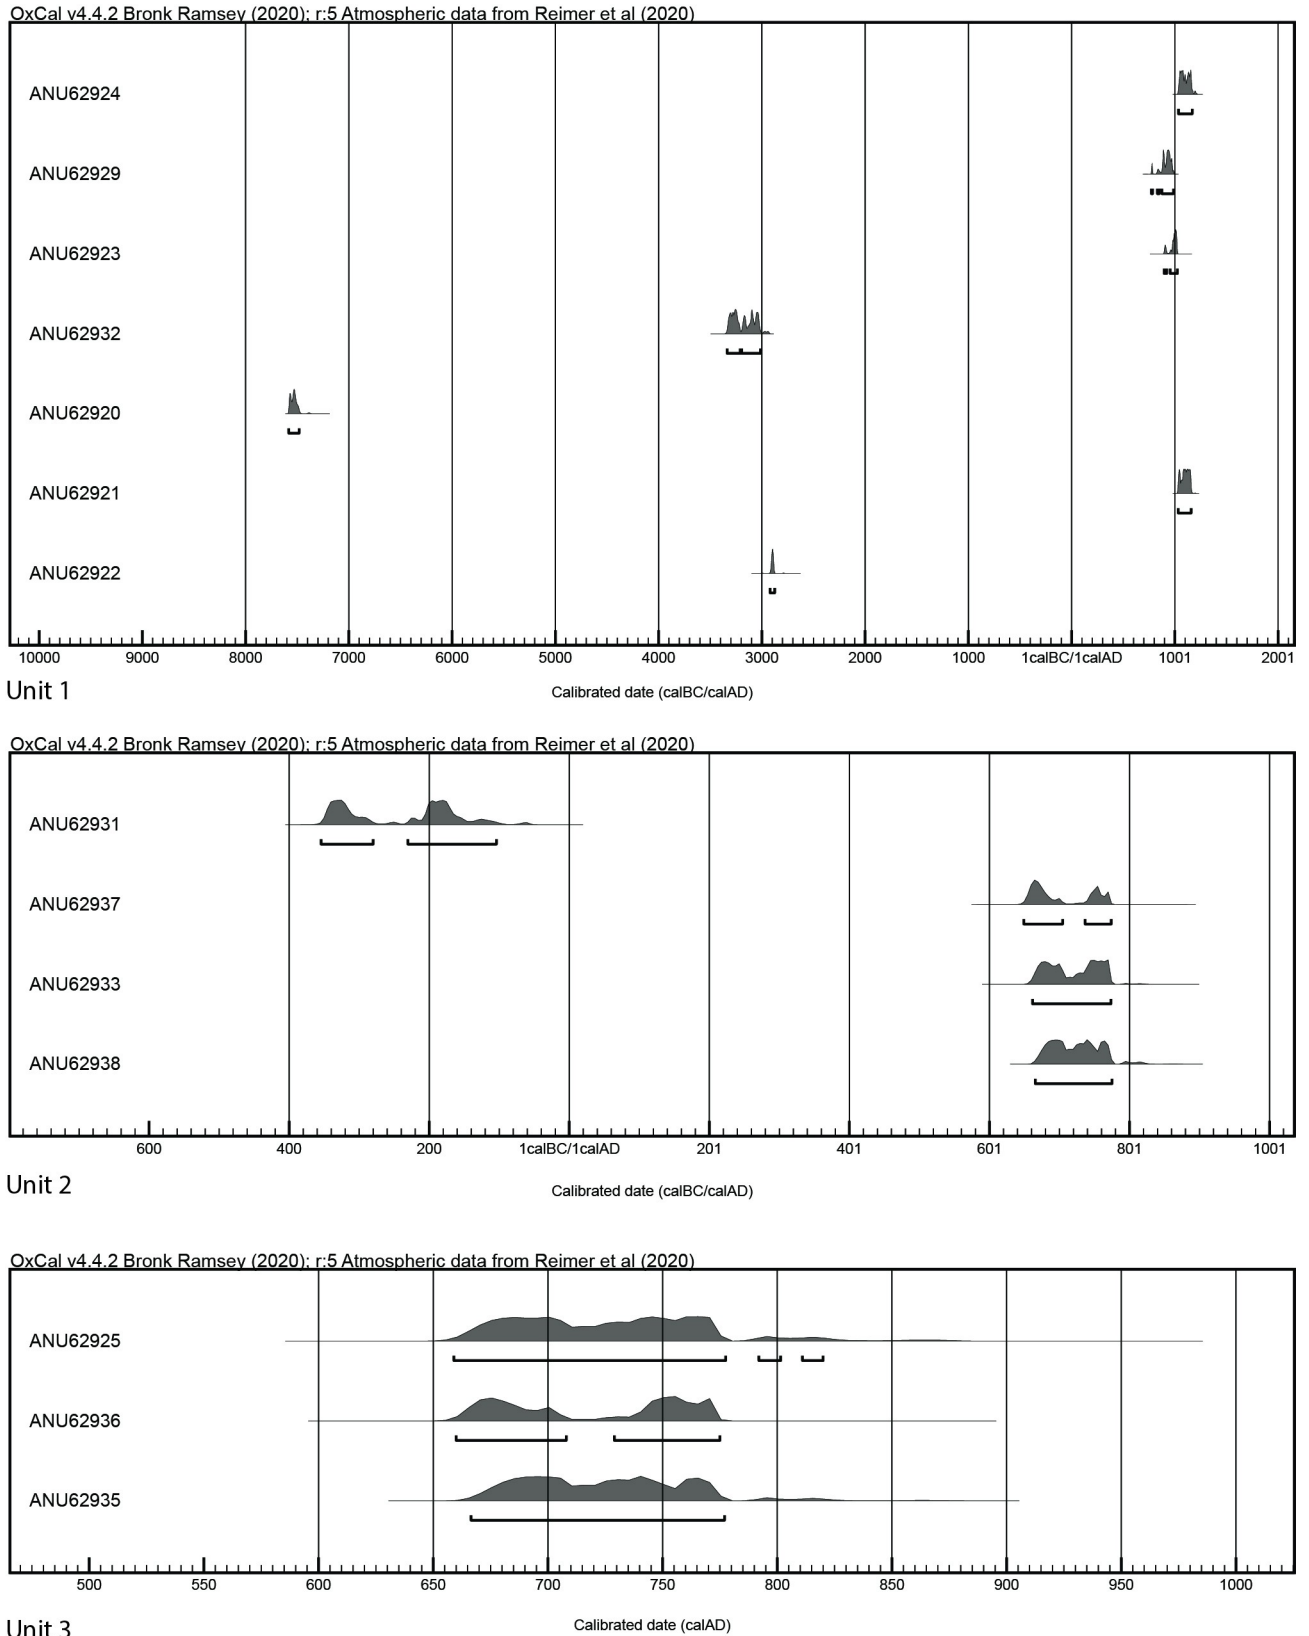 OxCal v4.4.2 Bronk Ramsey (2020); r:5 Atmospheric data from Reimer et al (2020)
ANU62924
ANU62929
ANU62923
ANU62932
ANU62920
ANU62921
ANU62922
10000 9000 8000 7000 6000 5000 4000 3000 2000 1000 1calBC/1calAD 1001 2001
Unit 1
Calibrated date (calBC/calAD)
OxCal v4.4.2 Bronk Ramsey (2020); r:5 Atmospheric data from Reimer et al (2020)
ANU62931
ANU62937
ANU62933
ANU62938
600 400 200 1calBC/1calAD 201 401 601 801 1001
Unit 2
Calibrated date (calBC/calAD)
OxCal v4.4.2 Bronk Ramsey (2020); r:5 Atmospheric data from Reimer et al (2020)
ANU62925
ANU62936
ANU62935
500 550 600 650 700 750 800 850 900 950 1000
Unit 3
Calibrated date (calAD)